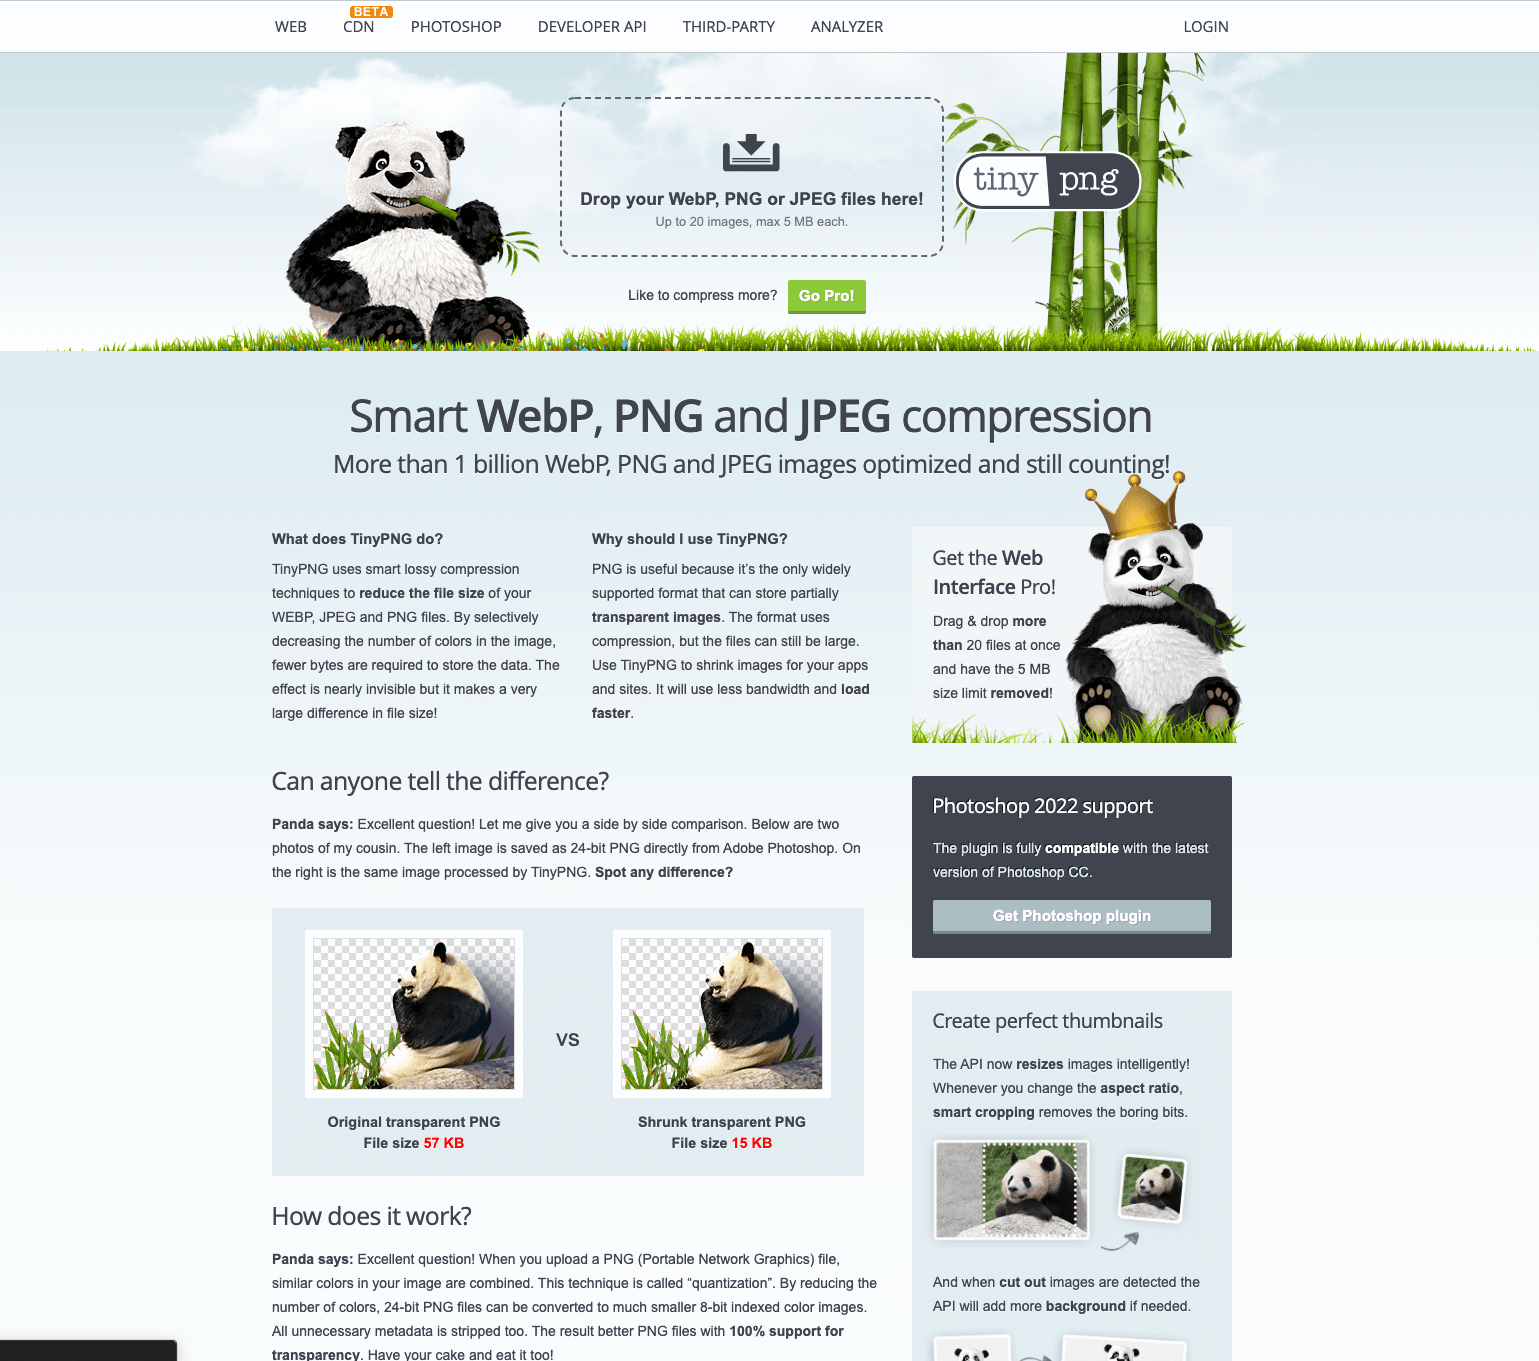 WEB
CDN
BETA
PHOTOSHOP
DEVELOPER API
THIRD-PARTY
ANALYZER
LOGIN
Drop your WebP, PNG or JPEG files here!
Up to 20 images, max 5 MB each.
tiny png
Like to compress more?
Go Pro!
Smart WebP, PNG and JPEG compression
More than 1 billion WebP, PNG and JPEG images optimized and still counting!
What does TinyPNG do?
TinyPNG uses smart lossy compression
techniques to reduce the file size of your
WEBP, JPEG and PNG files. By selectively
decreasing the number of colors in the image,
fewer bytes are required to store the data. The
effect is nearly invisible but it makes a very
large difference in file size!
Why should I use TinyPNG?
PNG is useful because it’s the only widely
supported format that can store partially
transparent images. The format uses
compression, but the files can still be large.
Use TinyPNG to shrink images for your apps
and sites. It will use less bandwidth and load
faster.
Get the Web
Interface Pro!
Drag & drop more
than 20 files at once
and have the 5 MB
size limit removed!
Can anyone tell the difference?
Panda says: Excellent question! Let me give you a side by side comparison. Below are two
photos of my cousin. The left image is saved as 24-bit PNG directly from Adobe Photoshop. On
the right is the same image processed by TinyPNG. Spot any difference?
VS
Original transparent PNG
File size 57 KB
Shrunk transparent PNG
File size 15 KB
Photoshop 2022 support
The plugin is fully compatible with the latest
version of Photoshop CC.
Get Photoshop plugin
Create perfect thumbnails
The API now resizes images intelligently!
Whenever you change the aspect ratio,
smart cropping removes the boring bits.
And when cut out images are detected the
API will add more background if needed.
How does it work?
Panda says: Excellent question! When you upload a PNG (Portable Network Graphics) file,
similar colors in your image are combined. This technique is called “quantization”. By reducing the
number of colors, 24-bit PNG files can be converted to much smaller 8-bit indexed color images.
All unnecessary metadata is stripped too. The result better PNG files with 100% support for
transparency. Have your cake and eat it too!